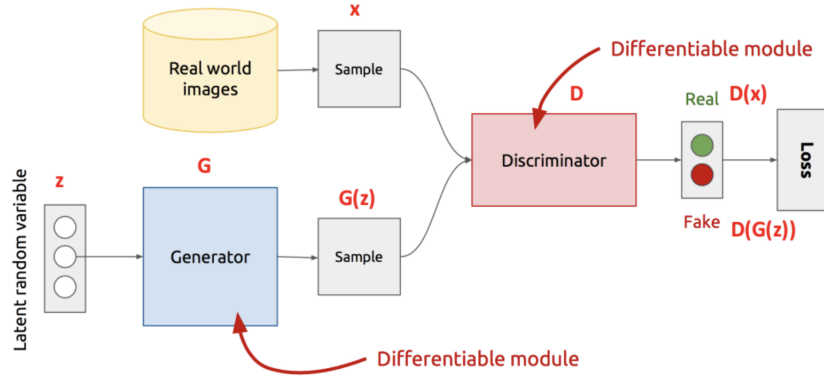 x
Real world
images
Sample
Differentiable module
D
Discriminator
Real
D(x)
Loss
Fake
D(G(z))
Latent random variable
z
G
Generator
G(z)
Sample
Differentiable module